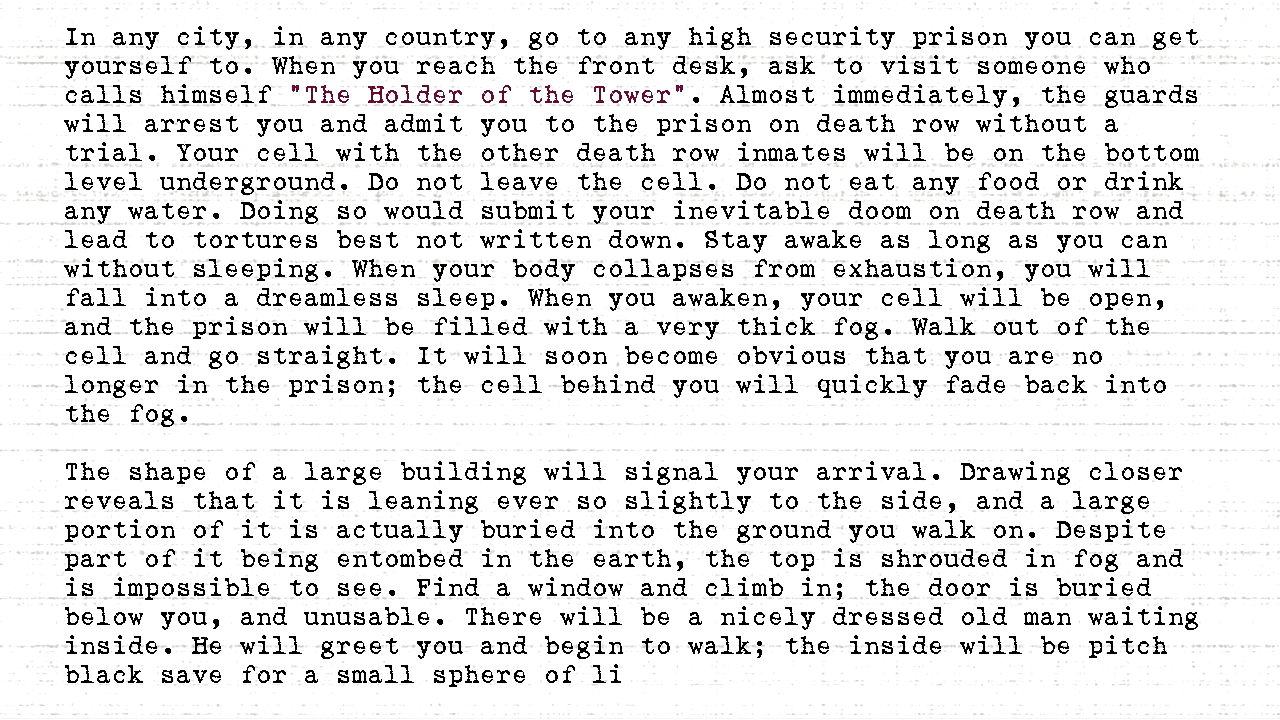 In any city, in any country, go to any high security prison you can get
yourself to. When you reach the front desk, ask to visit someone who
calls himself "The Holder of the Tower". Almost immediately, the guards
will arrest you and admit you to the prison on death row without a
trial. Your cell with the other death row inmates will be on the bottom
level underground. Do not leave the cell. Do not eat any food or drink
any water. Doing so would submit your inevitable doom on death row and
lead to tortures best not written down. Stay awake as long as you can
without sleeping. When your body collapses from exhaustion, you will
fall into a dreamless sleep. When you awaken, your cell will be open,
and the prison will be filled with a very thick fog. Walk out of the
cell and go straight. It will soon become obvious that you are no
longer in the prison; the cell behind you will quickly fade back into
the fog.

The shape of a large building will signal your arrival. Drawing closer
reveals that it is leaning ever so slightly to the side, and a large
portion of it is actually buried into the ground you walk on. Despite
part of it being entombed in the earth, the top is shrouded in fog and
is impossible to see. Find a window and climb in; the door is buried
below you, and unusable. There will be a nicely dressed old man waiting
inside. He will greet you and begin to walk; the inside will be pitch
black save for a small sphere of li